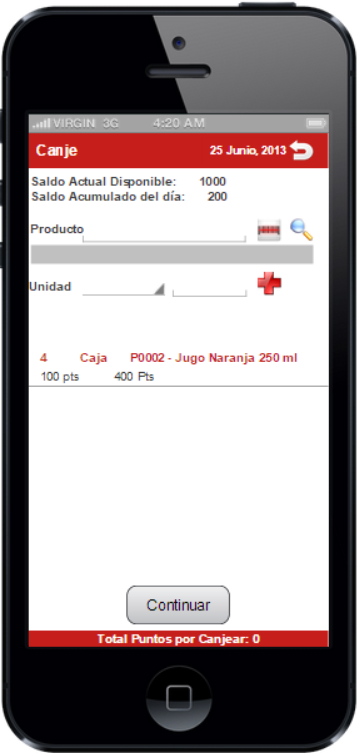 VIRGIN 3G 4:20 AM
Canje 25 Junio, 2013
Saldo Actual Disponible: 1000
Saldo Acumulado del día: 200
Producto
Unidad
4 Caja P0002 - Jugo Naranja 250 ml
100 pts 400 Pts
Continuar
Total Puntos por Canjear: 0